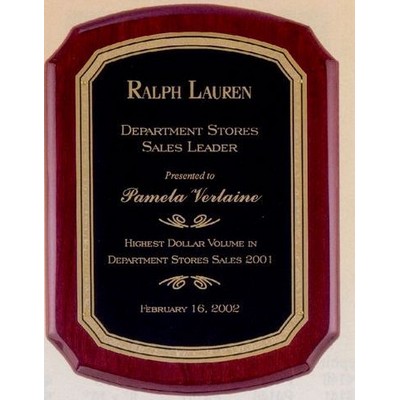 RALPH LAUREN
DEPARTMENT STORES
SALES LEADER
Presented to
Pamela Verlaine
HIGHEST DOLLAR VOLUME IN
DEPARTMENT STORES SALES 2001
FEBRUARY 16, 2002